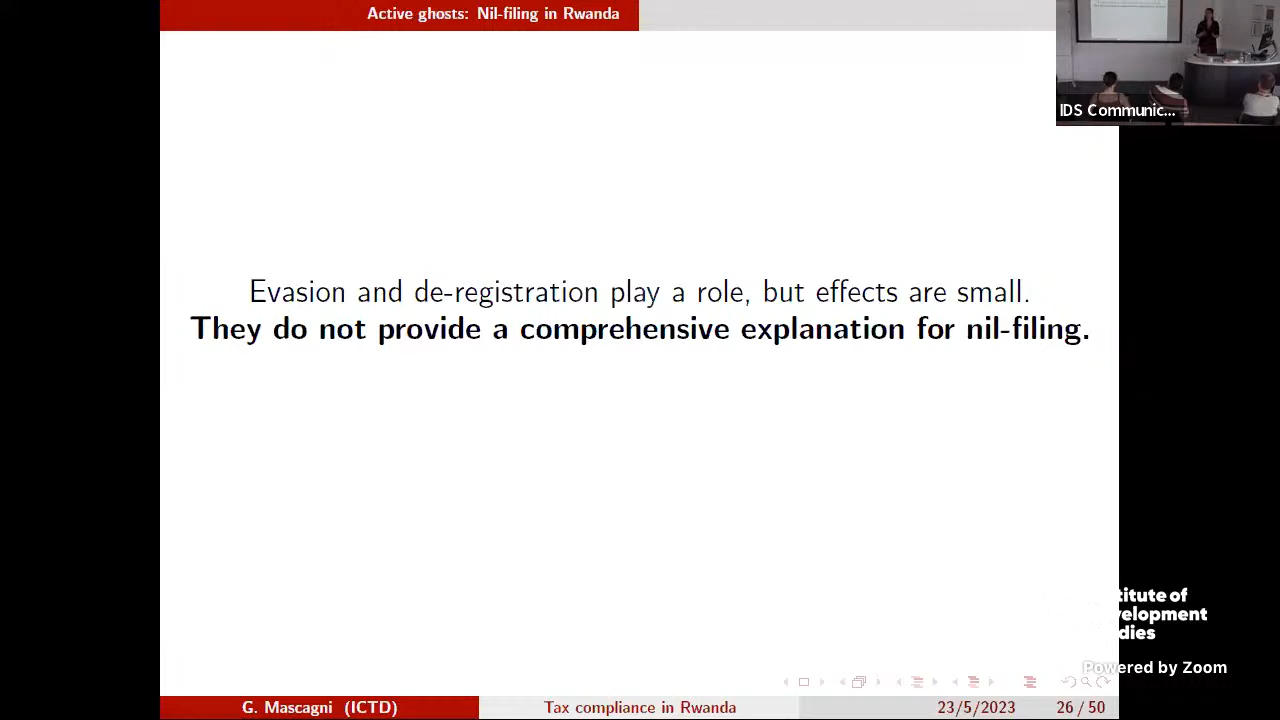 Active ghosts: Nil-filing in Rwanda
IDS Communic...
Evasion and de-registration play a role, but effects are small.
They do not provide a comprehensive explanation for nil-filing.
titute of
velopment
dies
Powered by Zoom
G. Mascagni (ICTD)
Tax compliance in Rwanda
23/5/2023
26 / 50